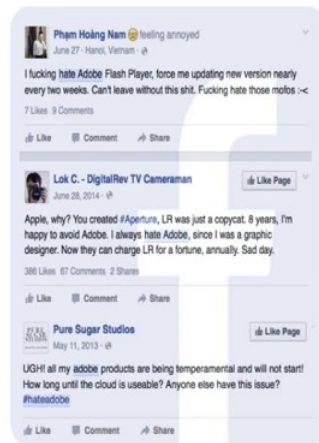 Phạm Hoàng Nam feeling annoyed
June 27 · Hanoi, Vietnam ·
I fucking hate Adobe Flash Player, force me updating new version nearly
every two weeks. Can't leave without this shit. Fucking hate those mofos :-<
7 Likes 9 Comments
Like Comment Share
Lok C. - DigitalRev TV Cameraman
Like Page
June 28, 2014 ·
Apple, why? You created #Aperture, LR was just a copycat. 8 years, I'm
happy to avoid Adobe. I always hate Adobe, since I was a graphic
designer. Now they can charge LR for a fortune, annually. Sad day.
386 Likes 67 Comments 2 Shares
Like Comment Share
Pure Sugar Studios
Like Page
May 11, 2013 ·
UGH! all my adobe products are being temperamental and will not start!
How long until the cloud is useable? Anyone else have this issue?
#hateadobe
Like Comment Share